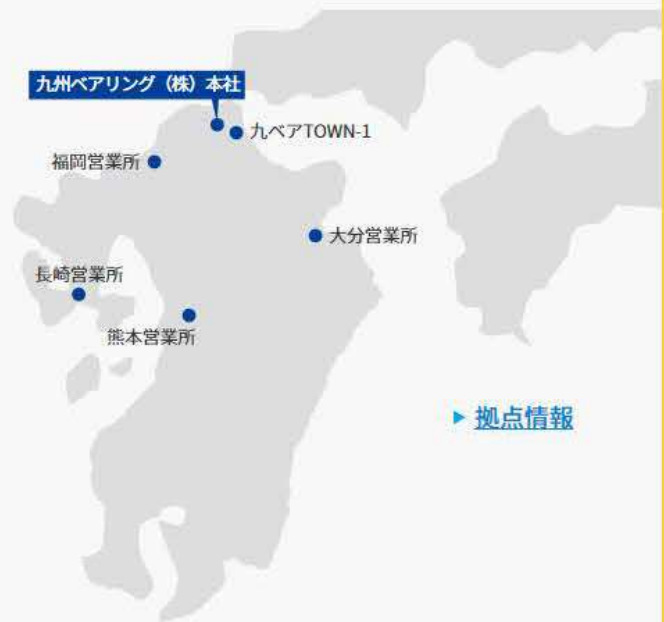 九州ベアリング（株）本社
九ベアTOWN-1
福岡営業所
大分営業所
長崎営業所
熊本営業所
拠点情報